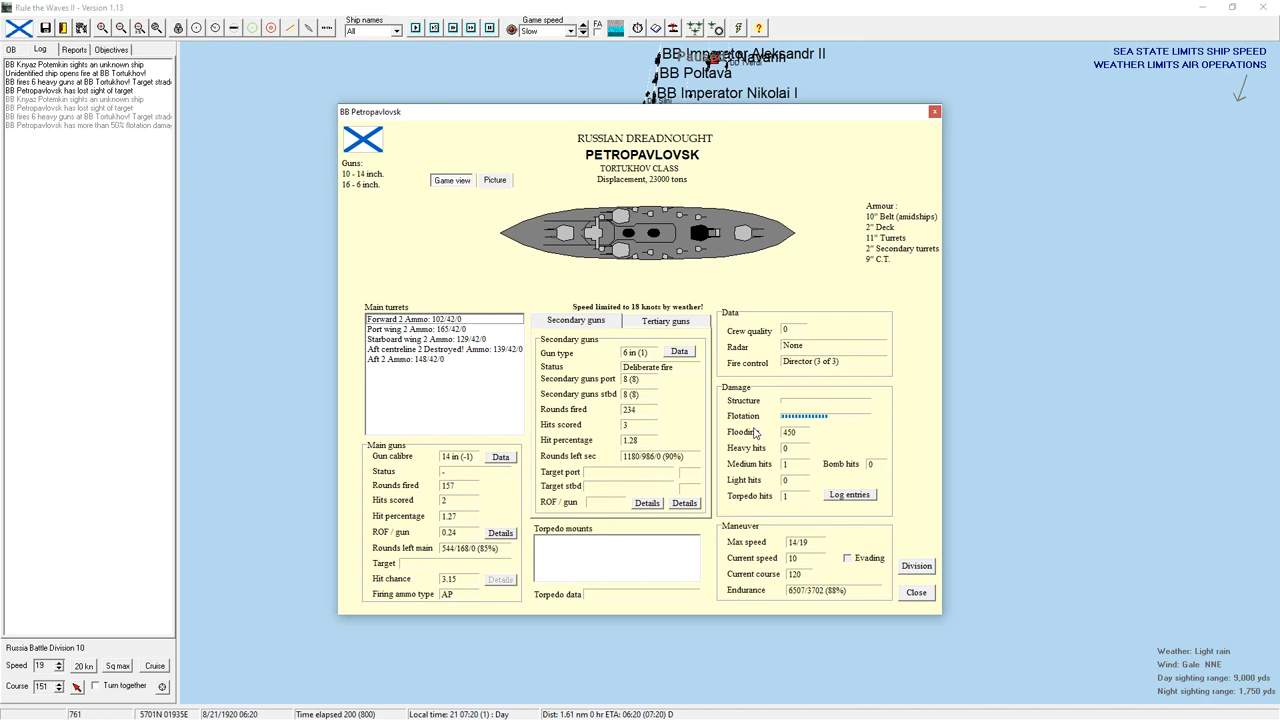 Rule the Waves II - Version 1.13
Ship names
All
Game speed
Slow
FA
OB
Log
Reports
Objectives
BB Knyaz Potemkin sights an unknown ship
Unidentified ship opens fire at BB Tortukhov!
BB fires 6 heavy guns at BB Tortukhov! Target strad
BB Petropavlovsk has lost sight of target
BB Knyaz Potemkin sights an unknown ship
BB Petropavlovsk has lost sight of target
BB fires 6 heavy guns at BB Tortukhov! Target strad
BB Petropavlovsk has more than 50% flotation damag
BB Imperator Aleksandr II
BB Poltava
BB Imperator Nikolai I
SEA STATE LIMITS SHIP SPEED
WEATHER LIMITS AIR OPERATIONS
BB Petropavlovsk
x
Guns:
10 - 14 inch.
16 - 6 inch.
Game view
Picture
RUSSIAN DREADNOUGHT
PETROPAVLOVSK
TORTUKHOV CLASS
Displacement, 23000 tons
Armour :
10" Belt (amidships)
2" Deck
11" Turrets
2" Secondary turrets
9" C.T.
Main turrets
Forward 2 Ammo: 102/42/0
Port wing 2 Ammo: 165/42/0
Starboard wing 2 Ammo: 129/42/0
Aft centreline 2 Destroyed! Ammo: 139/42/0
Aft 2 Ammo: 148/42/0
Main guns
Gun calibre 14 in (-1) Data
Status -
Rounds fired 157
Hits scored 2
Hit percentage 1.27
ROF / gun 0.24 Details
Rounds left main 544/168/0 (85%)
Target
Hit chance 3.15 Details
Firing ammo type AP
Speed limited to 18 knots by weather!
Secondary guns
Tertiary guns
Secondary guns
Gun type 6 in (1) Data
Status Deliberate fire
Secondary guns port 8 (8)
Secondary guns stbd 8 (8)
Rounds fired 234
Hits scored 3
Hit percentage 1.28
Rounds left sec 1180/986/0 (90%)
Target port
Target stbd
ROF / gun Details Details
Torpedo mounts
Torpedo data
Data
Crew quality 0
Radar None
Fire control Director (3 of 3)
Damage
Structure
Flotation
Floodin 450
Heavy hits 0
Medium hits 1 Bomb hits 0
Light hits 0 Log entries
Torpedo hits 1
Maneuver
Max speed 14/19
Current speed 10 Evading
Current course 120
Endurance 6507/3702 (88%)
Division
Close
Russia Battle Division 10
Speed 19 20 kn Sq max Cruise
Course 151 Turn together
Weather: Light rain
Wind: Gale NNE
Day sighting range: 9,000 yds
Night sighting range: 1,750 yds
761
5701N 01935E
8/21/1920 06:20
Time elapsed 200 (800)
Local time: 21 07:20 (1) : Day
Dist: 1.61 nm 0 hr ETA: 06:20 (07:20) D